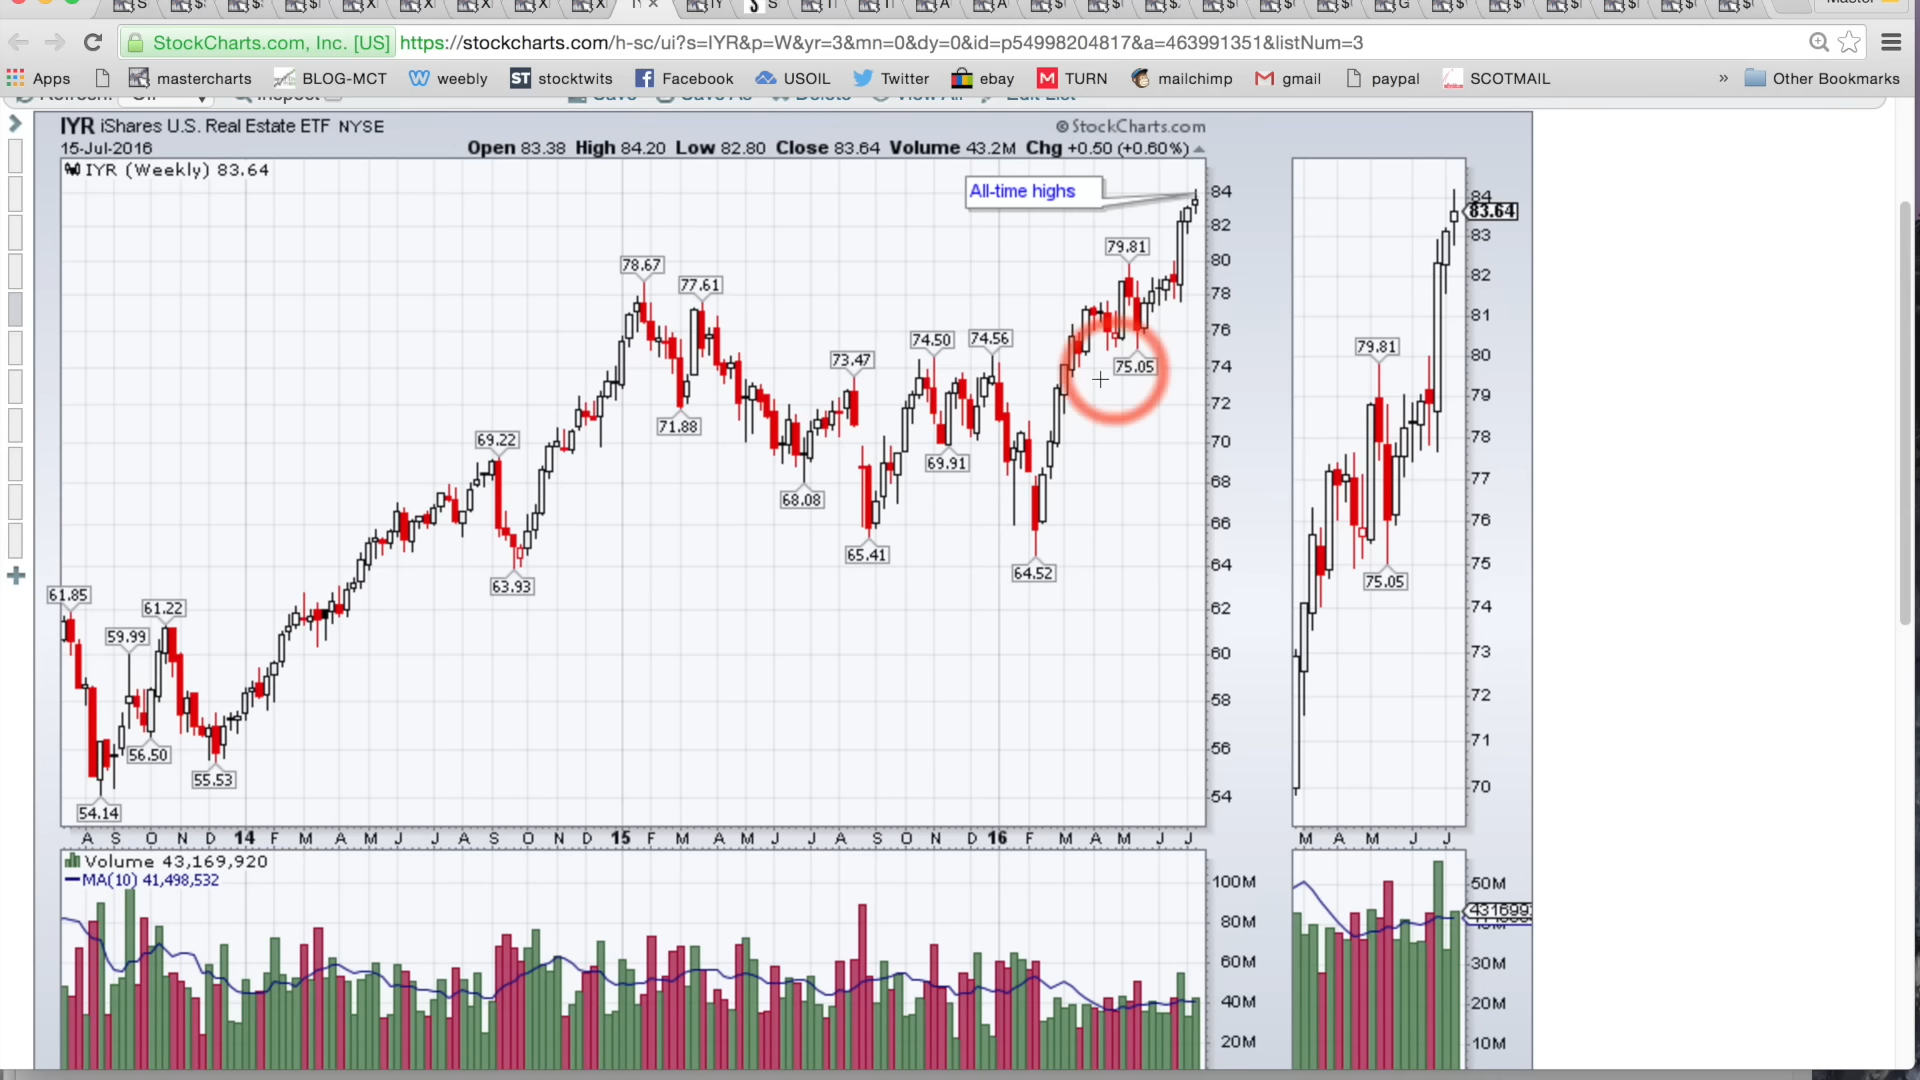 StockCharts.com, Inc. [US] https://stockcharts.com/h-sc/ui?s=IYR&p=W&yr=3&mn=0&dy=0&id=p54998204817&a=463991351&listNum=3
Apps mastercharts BLOG-MCT weebly stocktwits Facebook USOIL Twitter ebay TURN mailchimp gmail paypal SCOTMAIL » Other Bookmarks
IYR iShares U.S. Real Estate ETF NYSE © StockCharts.com
15-Jul-2016 Open 83.38 High 84.20 Low 82.80 Close 83.64 Volume 43.2M Chg +0.50 (+0.60%)
IYR (Weekly) 83.64
All-time highs
61.85
54.14
59.99
56.50
61.22
55.53
69.22
63.93
78.67
71.88
77.61
68.08
73.47
65.41
74.50
69.91
74.56
64.52
79.81
75.05
84
82
80
78
76
74
72
70
68
66
64
62
60
58
56
54
A S O N D 14 F M A M J J A S O N D 15 F M A M J J A S O N D 16 F M A M J J
84
83.64
83
82
81
80
79
78
77
76
75
74
73
72
71
70
79.81
75.05
M A M J J
Volume 43,169,920
MA(10) 41,498,532
100M
80M
60M
40M
20M
50M
4316992
30M
20M
10M